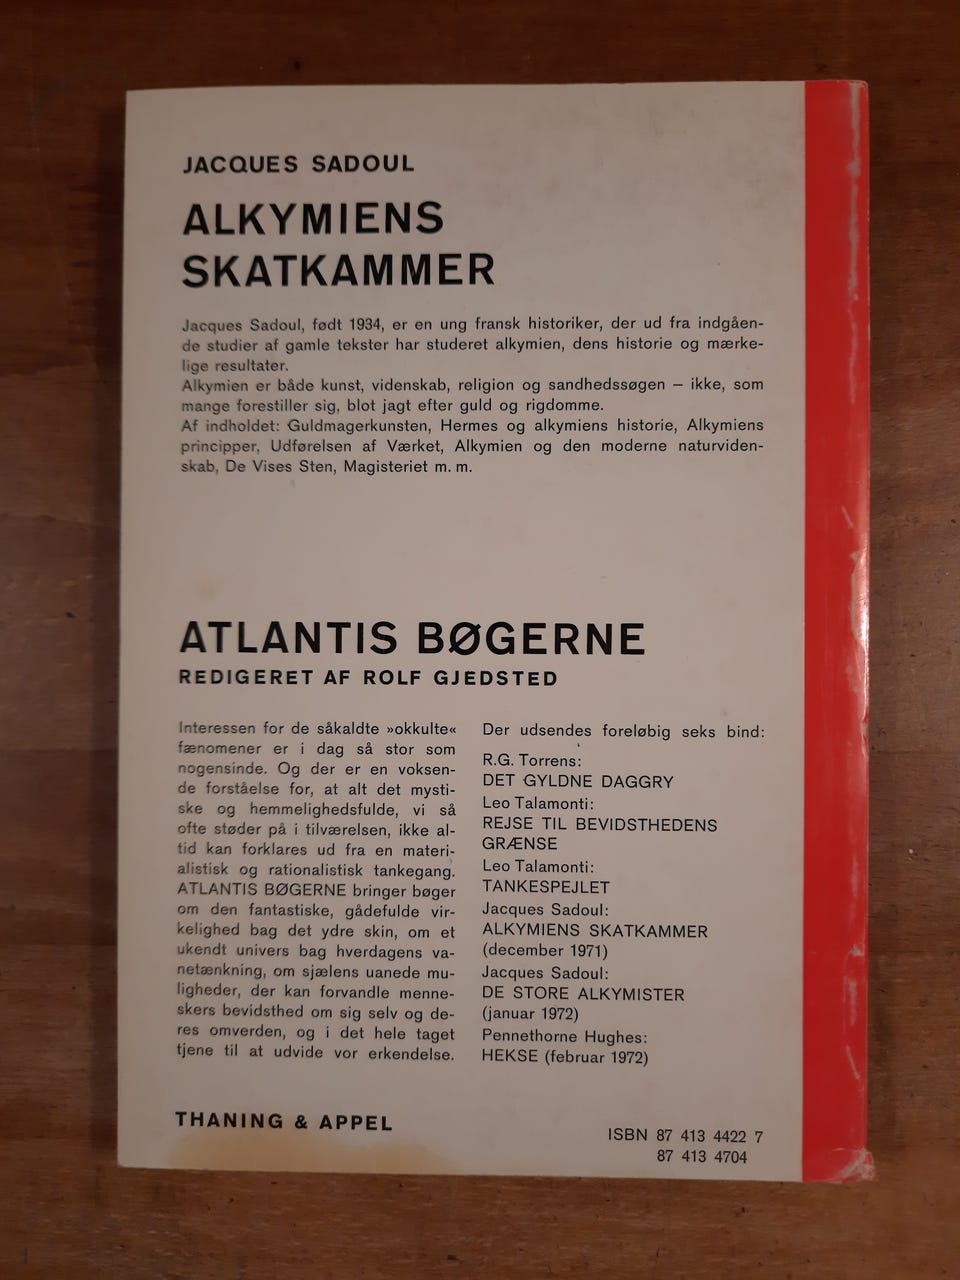 JACQUES SADOUL
ALKYMIENS
SKATKAMMER
Jacques Sadoul, født 1934, er en ung fransk historiker, der ud fra indgåen-
de studier af gamle tekster har studeret alkymien, dens historie og mærke-
lige resultater.
Alkymien er både kunst, videnskab, religion og sandhedssøgen – ikke, som
mange forestiller sig, blot jagt efter guld og rigdomme.
Af indholdet: Guldmagerkunsten, Hermes og alkymiens historie, Alkymiens
principper, Udførelsen af Værket, Alkymien og den moderne naturviden-
skab, De Vises Sten, Magisteriet m. m.
ATLANTIS BØGERNE
REDIGERET AF ROLF GJEDSTED
Interessen for de såkaldte »okkulte«
fænomener er i dag så stor som
nogensinde. Og der er en voksen-
de forståelse for, at alt det mysti-
ske og hemmelighedsfulde, vi så
ofte støder på i tilværelsen, ikke al-
tid kan forklares ud fra en materi-
alistisk og rationalistisk tankegang.
ATLANTIS BØGERNE bringer bøger
om den fantastiske, gådefulde vir-
kelighed bag det ydre skin, om et
ukendt univers bag hverdagens va-
netænkning, om sjælens uanede mu-
ligheder, der kan forvandle menne-
skers bevidsthed om sig selv og de-
res omverden, og i det hele taget
tjene til at udvide vor erkendelse.
Der udsendes foreløbig seks bind:
R.G. Torrens:
DET GYLDNE DAGGRY
Leo Talamonti:
REJSE TIL BEVIDSTHEDENS
GRÆNSE
Leo Talamonti:
TANKESPEJLET
Jacques Sadoul:
ALKYMIENS SKATKAMMER
(december 1971)
Jacques Sadoul:
DE STORE ALKYMISTER
(januar 1972)
Pennethorne Hughes:
HEKSE (februar 1972)
THANING & APPEL
ISBN 87 413 4422 7
87 413 4704